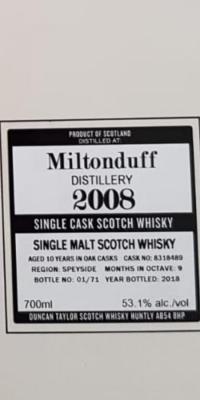 PRODUCT OF SCOTLAND
DISTILLED AT:
Miltonduff
DISTILLERY
2008
SINGLE CASK SCOTCH WHISKY
SINGLE MALT SCOTCH WHISKY
AGED 10 YEARS IN OAK CASKS CASK NO: 8318489
REGION: SPEYSIDE MONTHS IN OCTAVE: 9
BOTTLE NO: 01/71 YEAR BOTTLED: 2018
700ml 53.1% alc./vol
DUNCAN TAYLOR SCOTCH WHISKY HUNTLY AB54 8HP